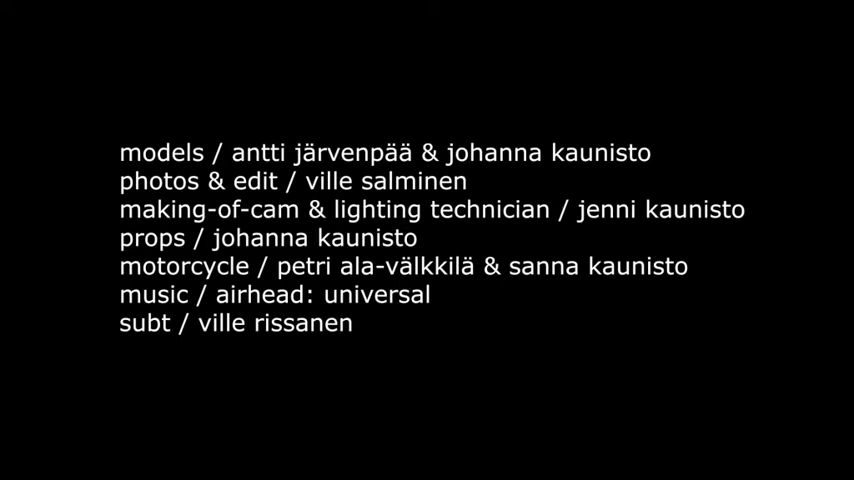 models / antti järvenpää & johanna kaunisto
photos & edit / ville salminen
making-of-cam & lighting technician / jenni kaunisto
props / johanna kaunisto
motorcycle / petri ala-välkkilä & sanna kaunisto
music / airhead: universal
subt / ville rissanen